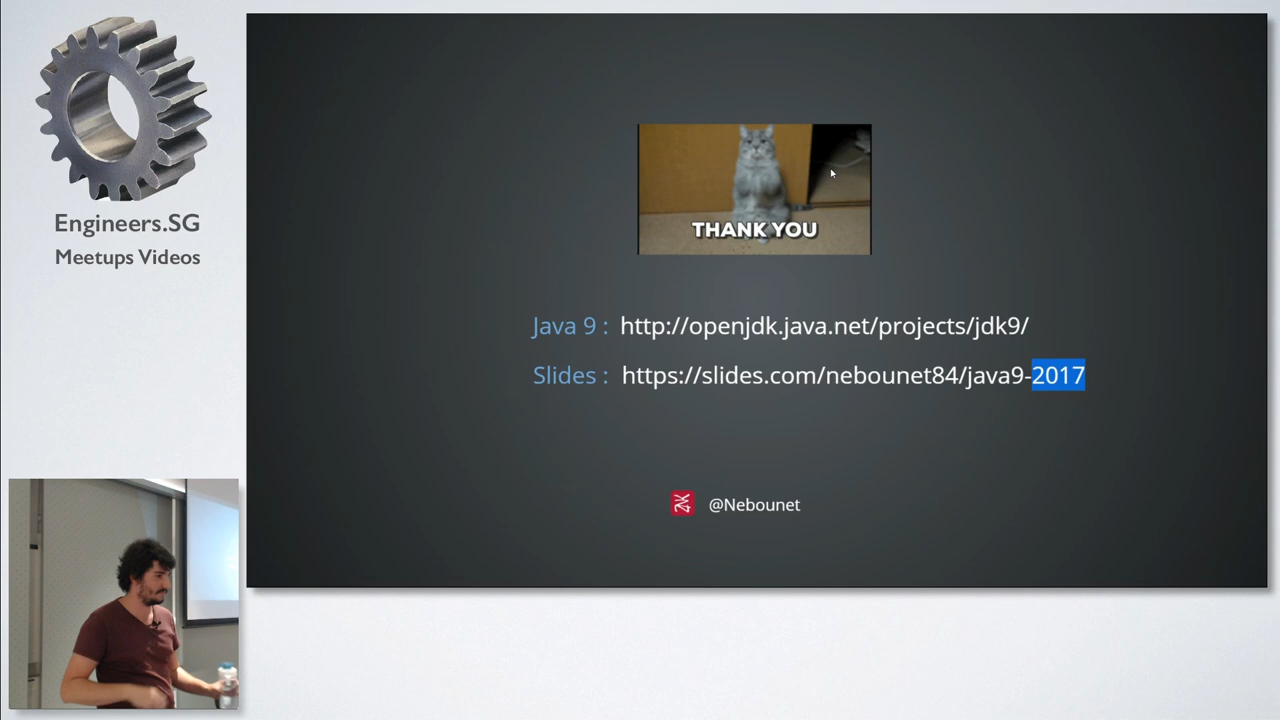 Engineers.SG
Meetups Videos
THANK YOU
Java 9 : http://openjdk.java.net/projects/jdk9/
Slides : https://slides.com/nebounet84/java9-2017
@Nebounet